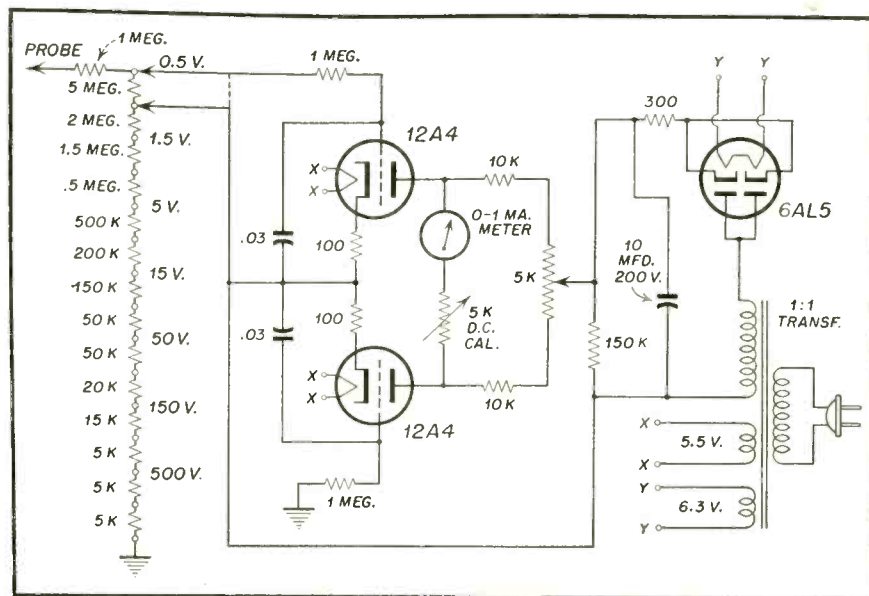 1 MEG.
PROBE
0.5 V.
5 MEG.
2 MEG.
1.5 V.
1.5 MEG.
.5 MEG.
5 V.
500 K
200 K
15 V.
150 K
50 K
50 V.
50 K
20 K
150 V.
15 K
5 K
500 V.
5 K
5 K
1 MEG.
12A4
X
X
.03
100
10 K
0-1 MA.
METER
5 K
D.C.
CAL.
5 K
.03
100
X
X
10 K
12A4
1 MEG.
Y
Y
300
6AL5
10
MFD.
200 V.
150 K
1:1
TRANSF.
X
5.5 V.
X
Y
6.3 V.
Y